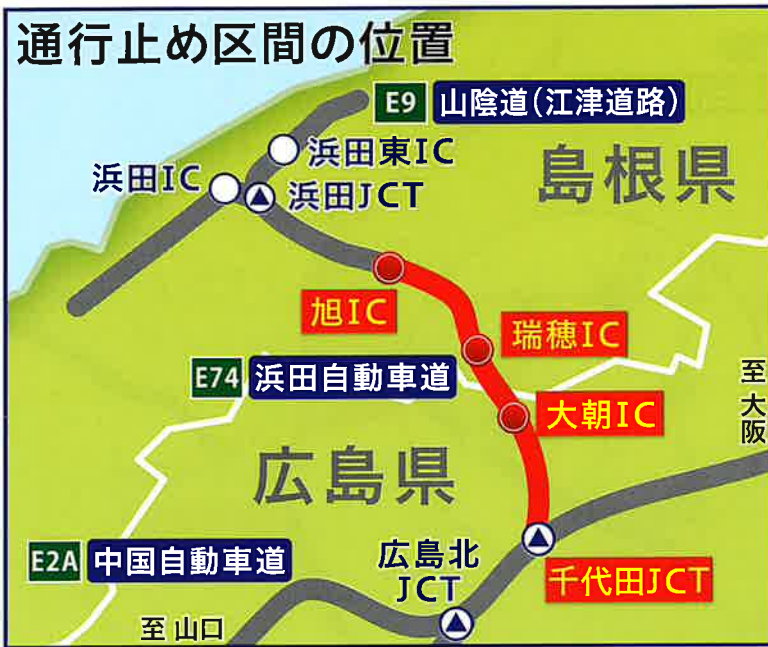 通行止め区間の位置
E9 山陰道(江津道路)
浜田東IC
浜田IC
浜田JCT
島根県
旭IC
瑞穂IC
E74 浜田自動車道
至大阪
大朝IC
広島県
E2A 中国自動車道
広島北
JCT
千代田JCT
至 山口